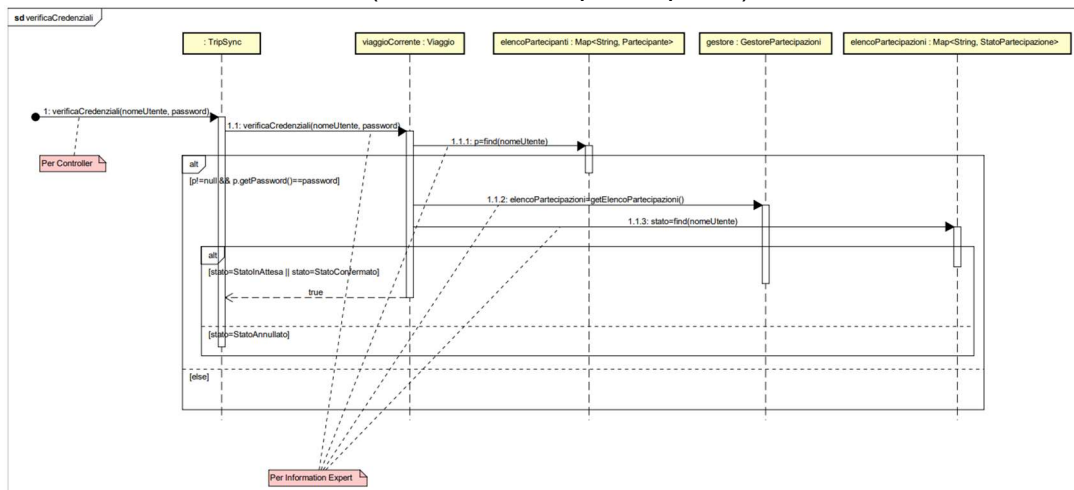 sd verificaCredenziali
: TripSync
viaggioCorrente : Viaggio
elencoPartecipanti : Map<String, Partecipante>
gestore : GestorePartecipazioni
elencoPartecipazioni : Map<String, StatoPartecipazione>
1: verificaCredenziali(nomeUtente, password)
1.1: verificaCredenziali(nomeUtente, password)
1.1.1: p=find(nomeUtente)
Per Controller
alt
[p!=null && p.getPassword()==password]
1.1.2: elencoPartecipazioni=getElencoPartecipazioni()
1.1.3: stato=find(nomeUtente)
alt
[stato=StatoInAttesa || stato=StatoConfermato]
true
[stato=StatoAnnullato]
[else]
Per Information Expert